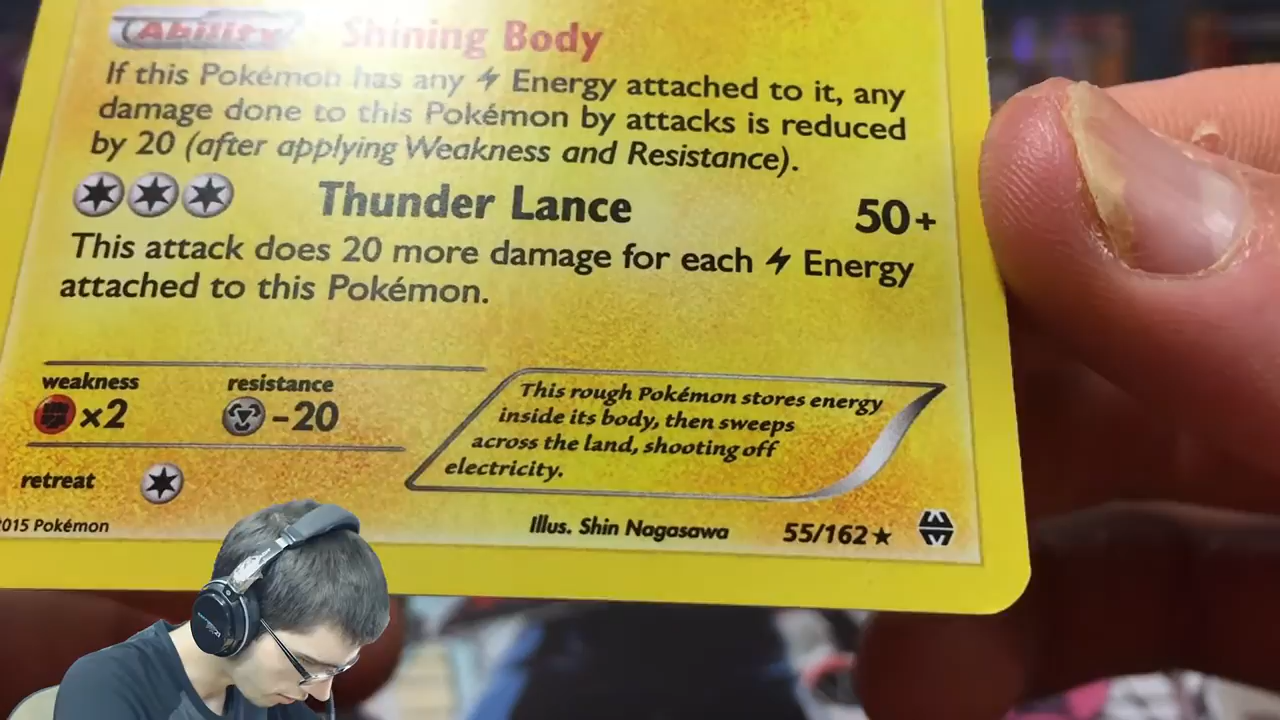 Ability Shining Body
If this Pokémon has any Energy attached to it, any
damage done to this Pokémon by attacks is reduced
by 20 (after applying Weakness and Resistance).
Thunder Lance 50+
This attack does 20 more damage for each Energy
attached to this Pokémon.
weakness resistance
×2 -20
This rough Pokémon stores energy
inside its body, then sweeps
across the land, shooting off
electricity.
retreat
2015 Pokémon
Illus. Shin Nagasawa 55/162★